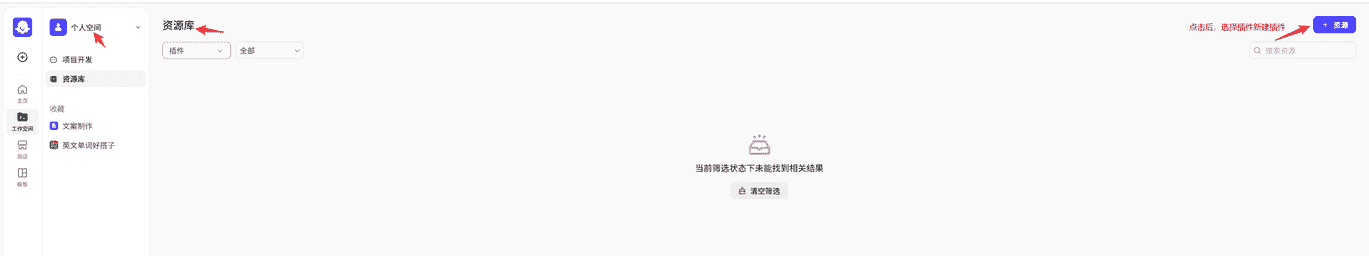 个人空间
资源库
点击后，选择插件新建插件
+ 资源
插件
全部
搜索资源
项目开发
资源库
主页
收藏
工作空间
文案制作
商店
英文单词好搭子
模板
当前筛选状态下未能找到相关结果
清空筛选